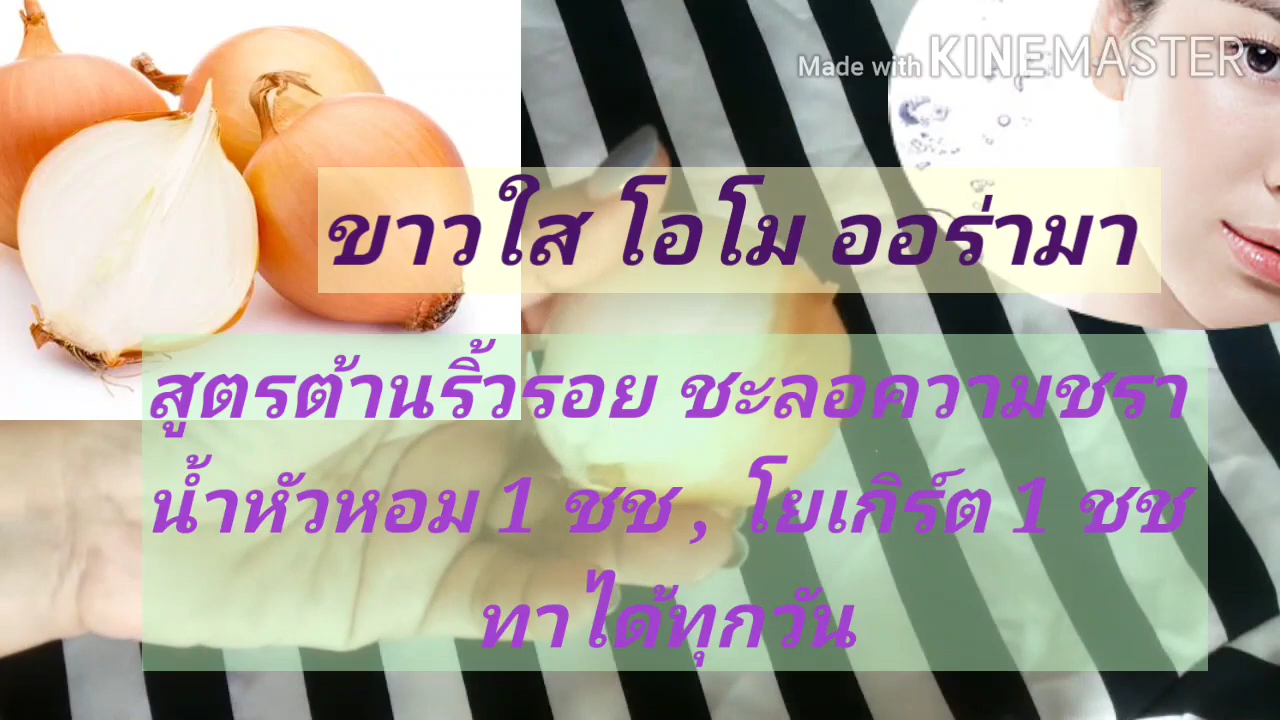 Made with KINEMASTER
ขาวใส โอโม ออร่ามา
สูตรต้านริ้วรอย ชะลอความชรา
น้ำหัวหอม 1 ชช , โยเกิร์ต 1 ชช
ทาได้ทุกวัน